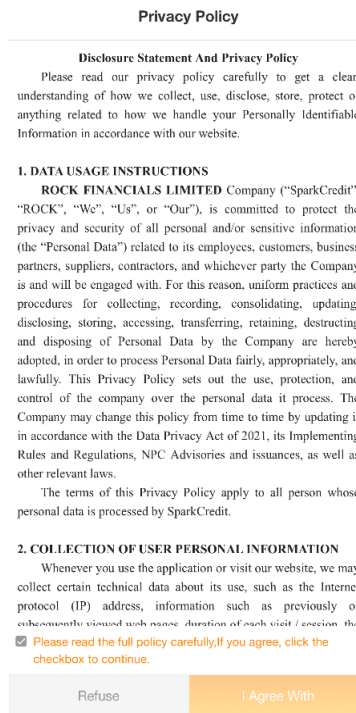 Privacy Policy
Disclosure Statement And Privacy Policy
Please read our privacy policy carefully to get a clear
understanding of how we collect, use, disclose, store, protect o
anything related to how we handle your Personally Identifiable
Information in accordance with our website.
1. DATA USAGE INSTRUCTIONS
ROCK FINANCIALS LIMITED Company (“SparkCredit”
“ROCK”, “We”, “Us”, or “Our”), is committed to protect the
privacy and security of all personal and/or sensitive information
(the “Personal Data”) related to its employees, customers, business
partners, suppliers, contractors, and whichever party the Company
is and will be engaged with. For this reason, uniform practices and
procedures for collecting, recording, consolidating, updating
disclosing, storing, accessing, transferring, retaining, destructing
and disposing of Personal Data by the Company are hereby
adopted, in order to process Personal Data fairly, appropriately, and
lawfully. This Privacy Policy sets out the use, protection, and
control of the company over the personal data it process. The
Company may change this policy from time to time by updating i
in accordance with the Data Privacy Act of 2021, its Implementing
Rules and Regulations, NPC Advisories and issuances, as well as
other relevant laws.
The terms of this Privacy Policy apply to all person whose
personal data is processed by SparkCredit.
2. COLLECTION OF USER PERSONAL INFORMATION
Whenever you use the application or visit our website, we may
collect certain technical data about its use, such as the Interne
protocol (IP) address, information such as previously o
subsequently viewed web pages, duration of each visit / session, the
Please read the full policy carefully,If you agree, click the
checkbox to continue.
Refuse
I Agree With